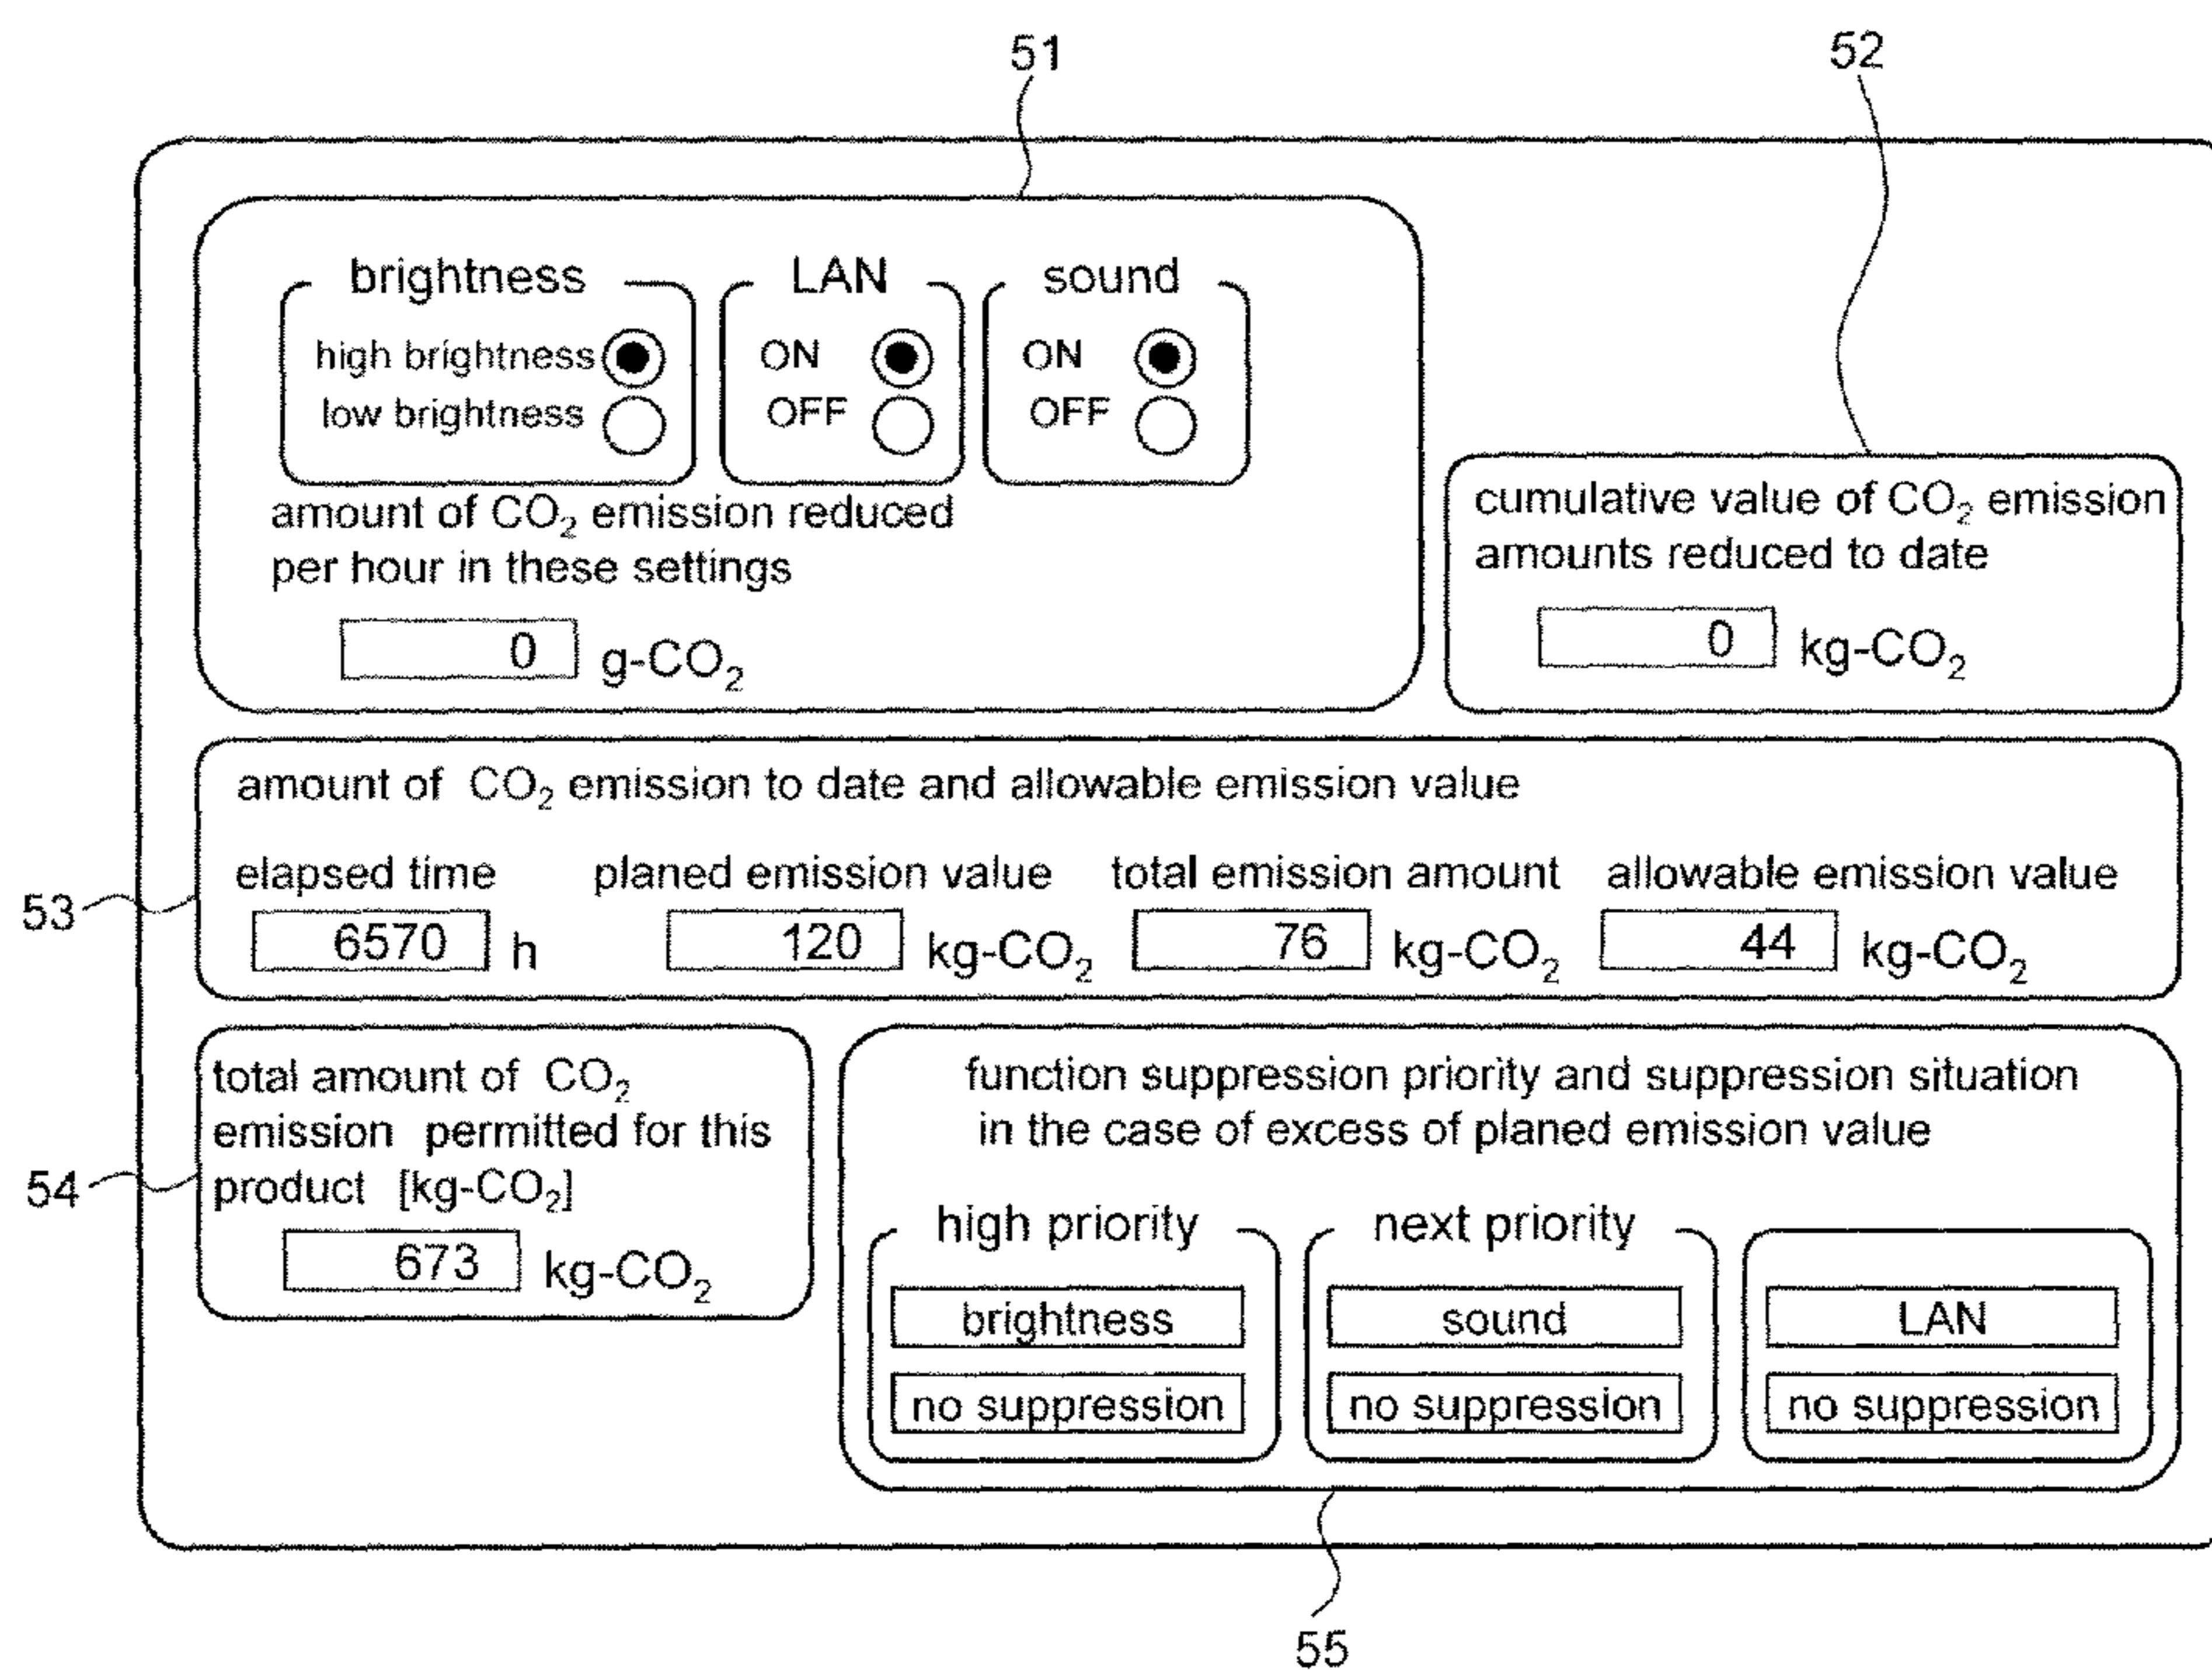 51
52
brightness
LAN
sound
high brightness
ON
ON
low brightness
OFF
OFF
amount of CO₂ emission reduced
per hour in these settings
0 g-CO₂
cumulative value of CO₂ emission
amounts reduced to date
0 kg-CO₂
53
amount of CO₂ emission to date and allowable emission value
elapsed time
planed emission value
total emission amount
allowable emission value
6570 h
120 kg-CO₂
76 kg-CO₂
44 kg-CO₂
54
total amount of CO₂
emission permitted for this
product [kg-CO₂]
673 kg-CO₂
function suppression priority and suppression situation
in the case of excess of planed emission value
high priority
next priority
brightness
sound
LAN
no suppression
no suppression
no suppression
55